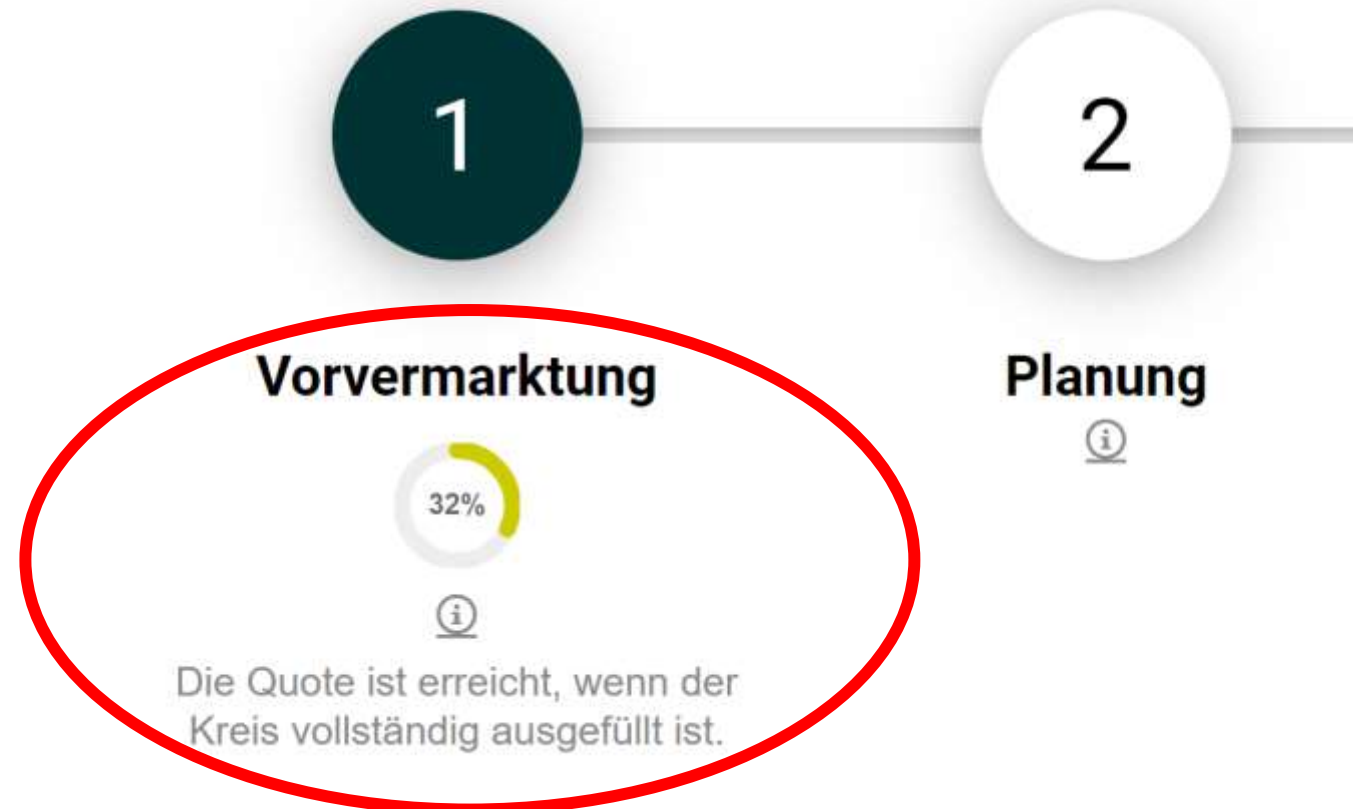 1
2
Vorvermarktung
Planung
32%
i
i
Die Quote ist erreicht, wenn der
Kreis vollständig ausgefüllt ist.